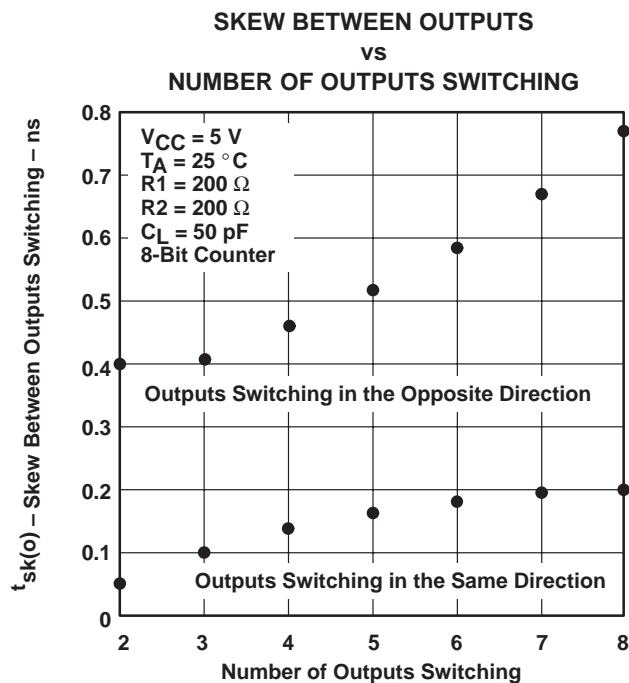 SKEW BETWEEN OUTPUTS
vs
NUMBER OF OUTPUTS SWITCHING
t sk(o) – Skew Between Outputs Switching – ns
0.8
0.7
0.6
0.5
0.4
0.3
0.2
0.1
0
VCC = 5 V
TA = 25 °C
R1 = 200 Ω
R2 = 200 Ω
CL = 50 pF
8-Bit Counter
Outputs Switching in the Opposite Direction
Outputs Switching in the Same Direction
2 3 4 5 6 7 8
Number of Outputs Switching